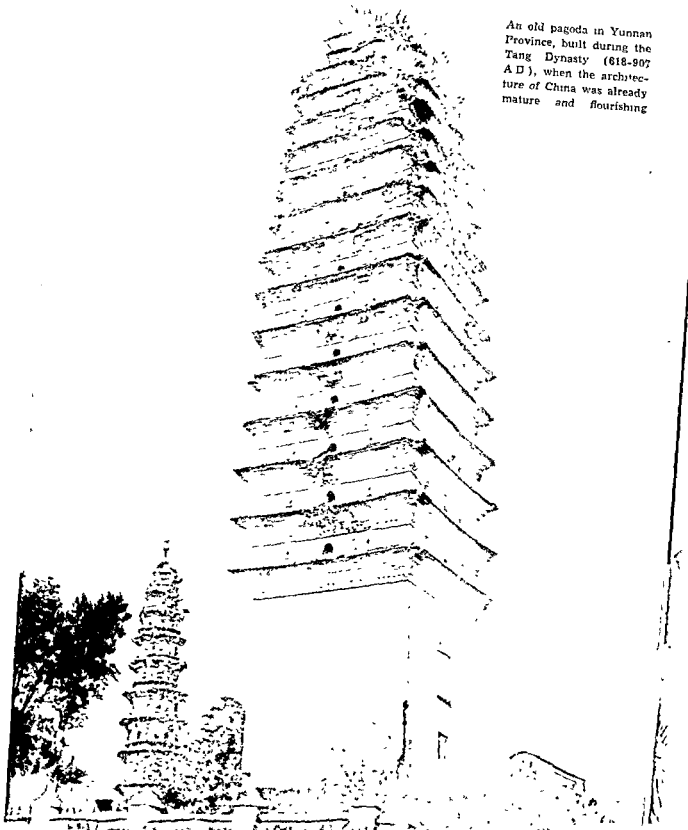 An old pagoda in Yunnan
Province, built during the
Tang Dynasty (618-907
A D), when the architec-
ture of China was already
mature and flourishing